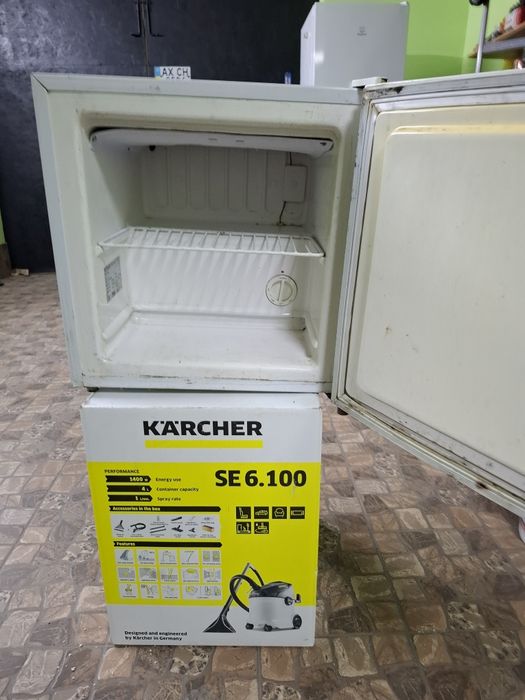 AX CH
KÄRCHER
PERFORMANCE
1400 W Energy use
4 L Container capacity
1 L/min. Spray rate
SE 6.100
Accessories in the box
Features
Designed and engineered
by Kärcher in Germany